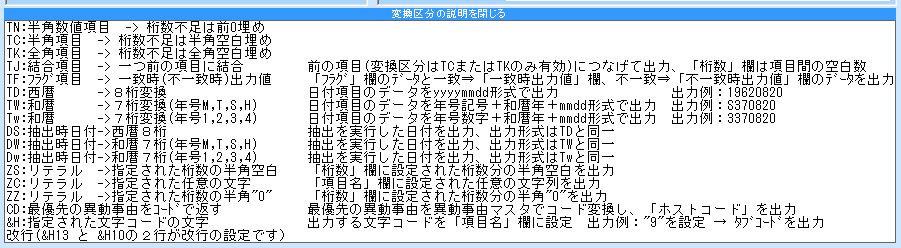 変換区分の説明を閉じる
TN:半角数値項目　-> 桁数不足は前0埋め
TC:半角項目　-> 桁数不足は半角空白埋め
TK:全角項目　-> 桁数不足は全角空白埋め
TJ:結合項目　-> 一つ前の項目に結合　前の項目(変換区分はTCまたはTKのみ有効)につなげて出力、「桁数」欄は項目間の空白数
TF:ﾌﾗｸﾞ項目　-> 一致時(不一致時)出力値　「ﾌﾗｸﾞ」欄のﾃﾞｰﾀと一致⇒「一致時出力値」欄、不一致⇒「不一致時出力値」欄のﾃﾞｰﾀを出力
TD:西暦　->８桁変換　日付項目のデータをyyyymmdd形式で出力　出力例：19620820
TW:和暦　->７桁変換(年号M,T,S,H)　日付項目のデータを年号記号＋和暦年＋mmdd形式で出力　出力例：S370820
Tw:和暦　->７桁変換(年号1,2,3,4)　日付項目のデータを年号数字＋和暦年＋mmdd形式で出力　出力例：3370820
DS:抽出時日付->西暦８桁　抽出を実行した日付を出力、出力形式はTDと同一
DW:抽出時日付->和暦７桁(年号M,T,S,H)　抽出を実行した日付を出力、出力形式はTWと同一
Dw:抽出時日付->和暦７桁(年号1,2,3,4)　抽出を実行した日付を出力、出力形式はTwと同一
ZS:リテラル　->指定された桁数の半角空白　「桁数」欄に設定された桁数分の半角空白を出力
ZC:リテラル　->指定された任意の文字　「項目名」欄に設定された任意の文字列を出力
ZZ:リテラル　->指定された桁数の半角"0"　「桁数」欄に設定された桁数分の半角"0"を出力
CD:最優先の異動事由をｺｰﾄﾞで返す　最優先の異動事由を異動事由マスタでコード変換し、「ホストコード」を出力
&H:指定された文字コードの文字　出力する文字コードを「項目名」欄に設定　出力例："9"を設定 → ﾀﾌﾞｺｰﾄﾞを出力
改行(&H13 と &H10の２行が改行の設定です)